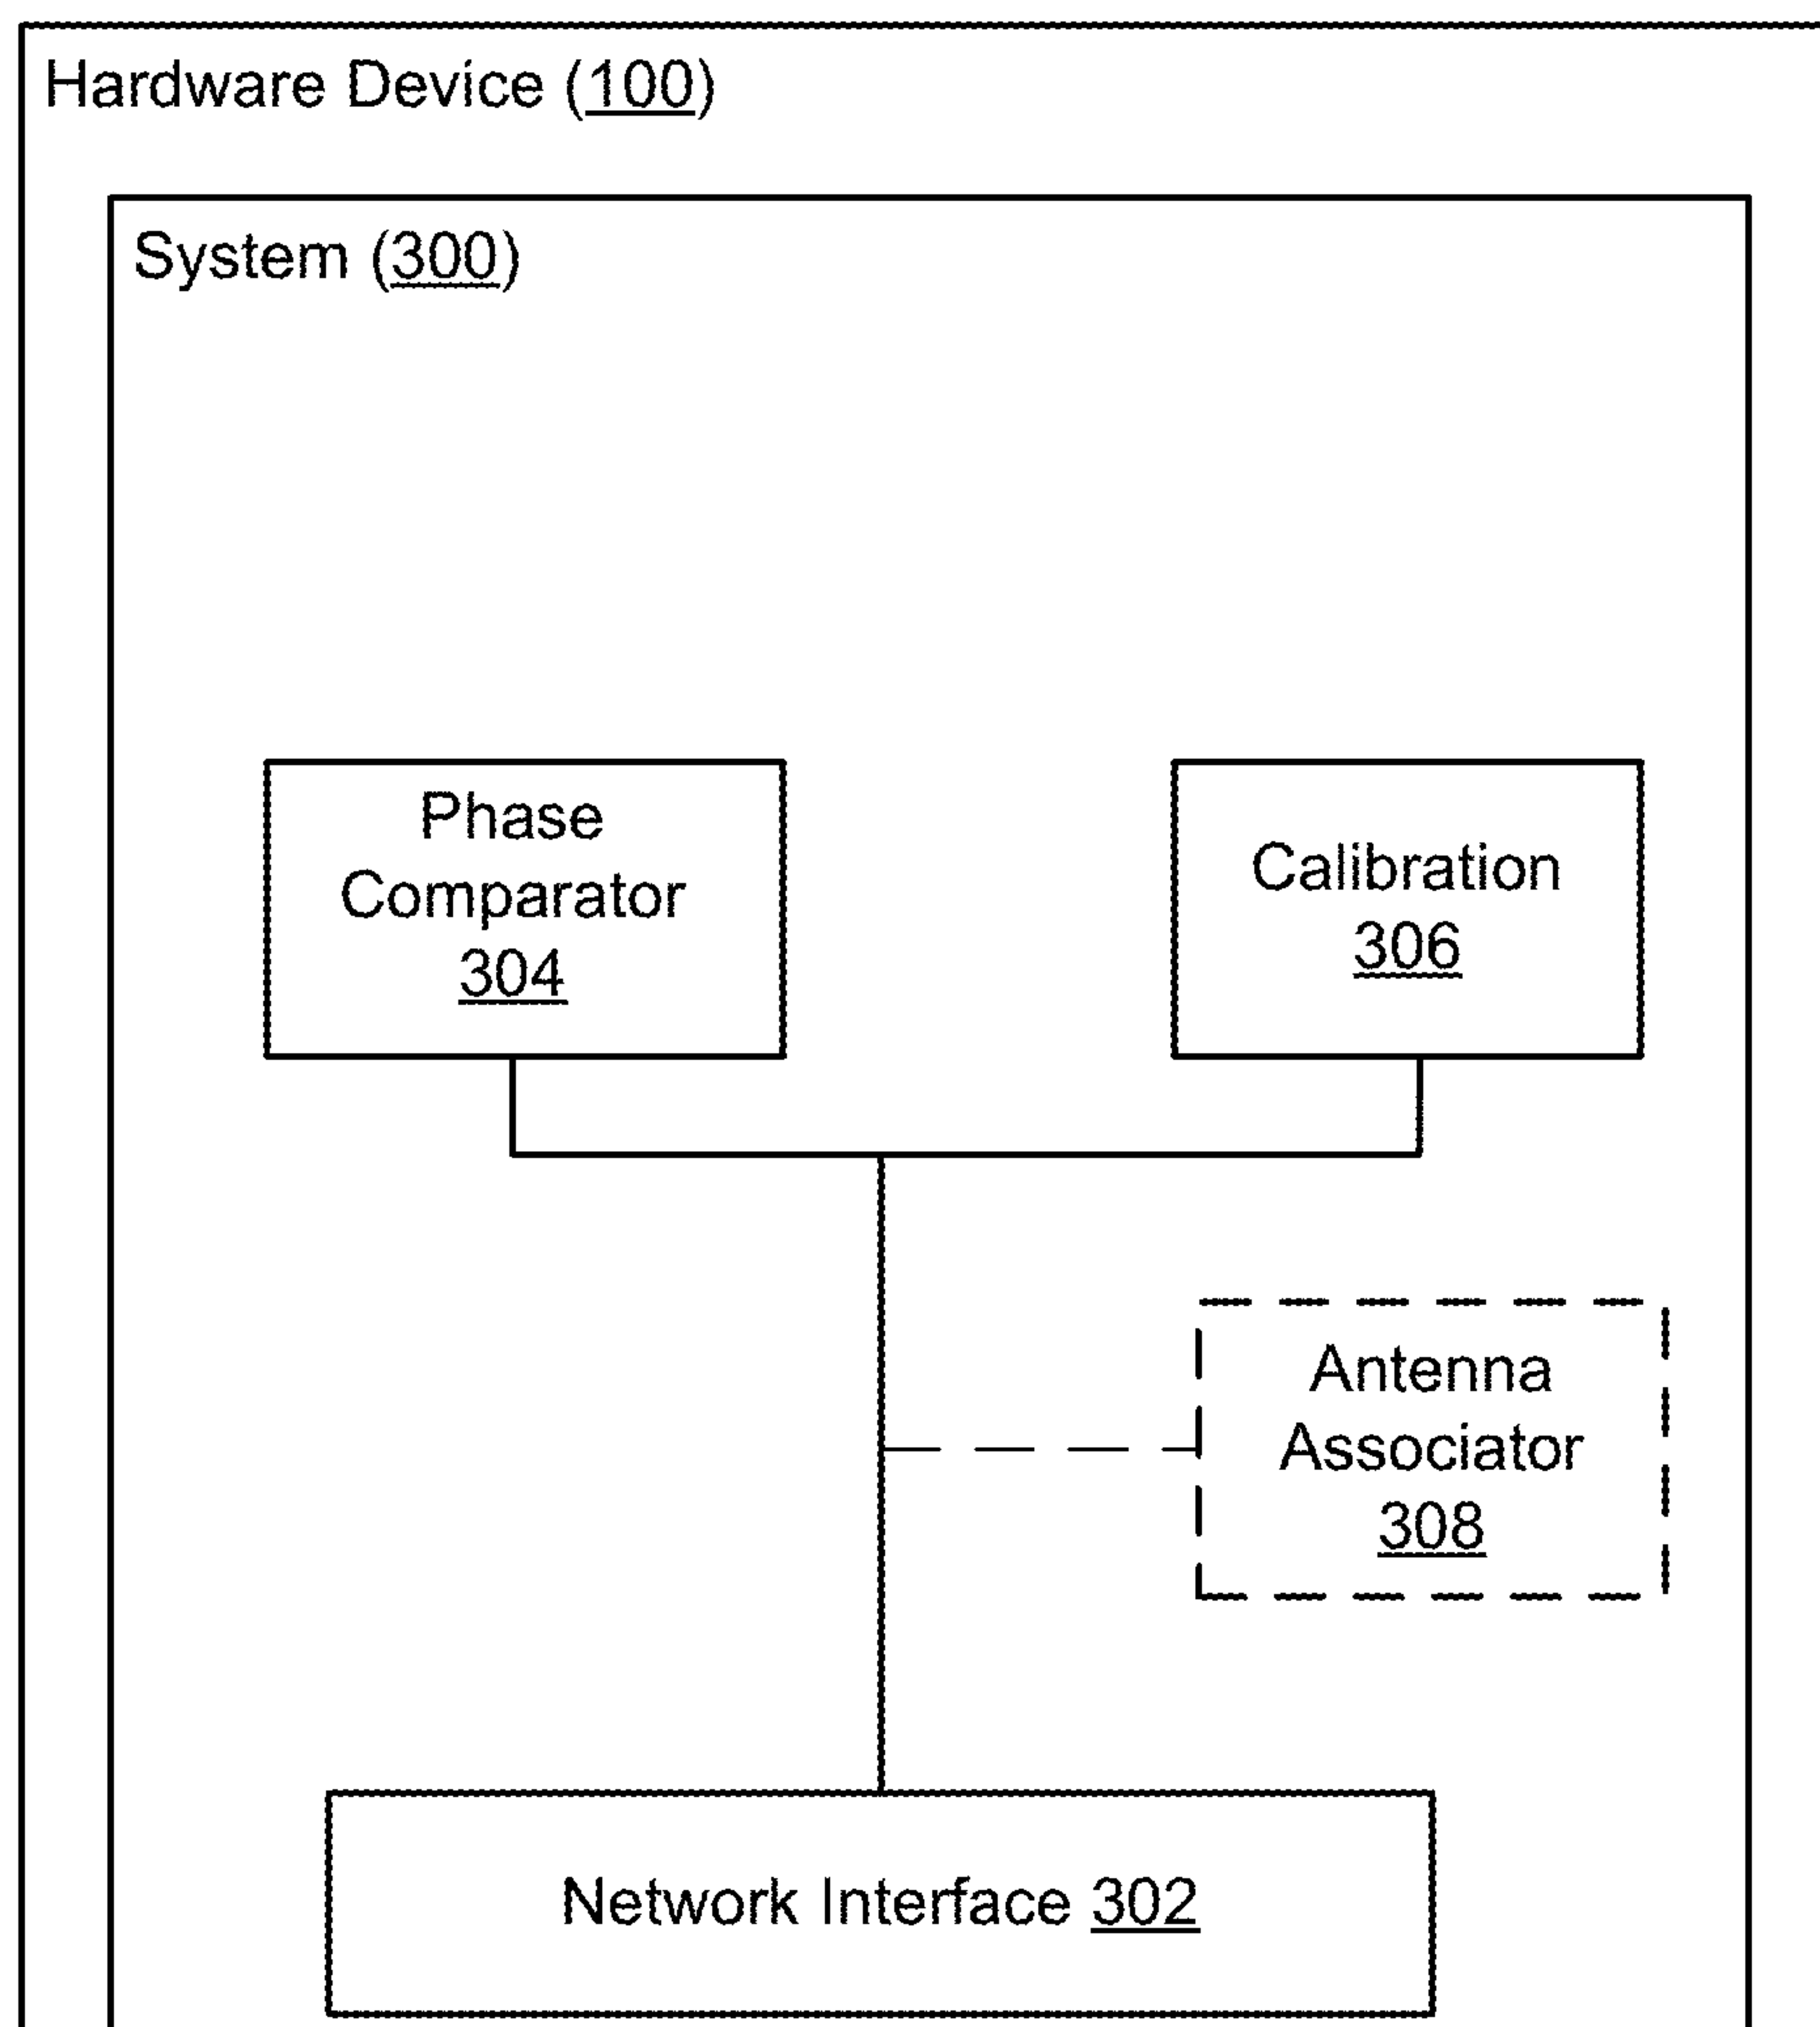 Hardware Device (100)
System (300)
Phase
Comparator
304
Calibration
306
Antenna
Associator
308
Network Interface 302